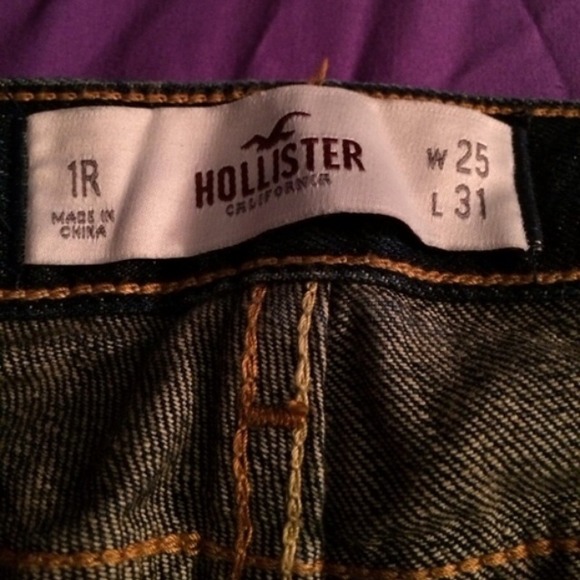 1R
MADE IN
CHINA
HOLLISTER
CALIFORNIA
W 25
L 31